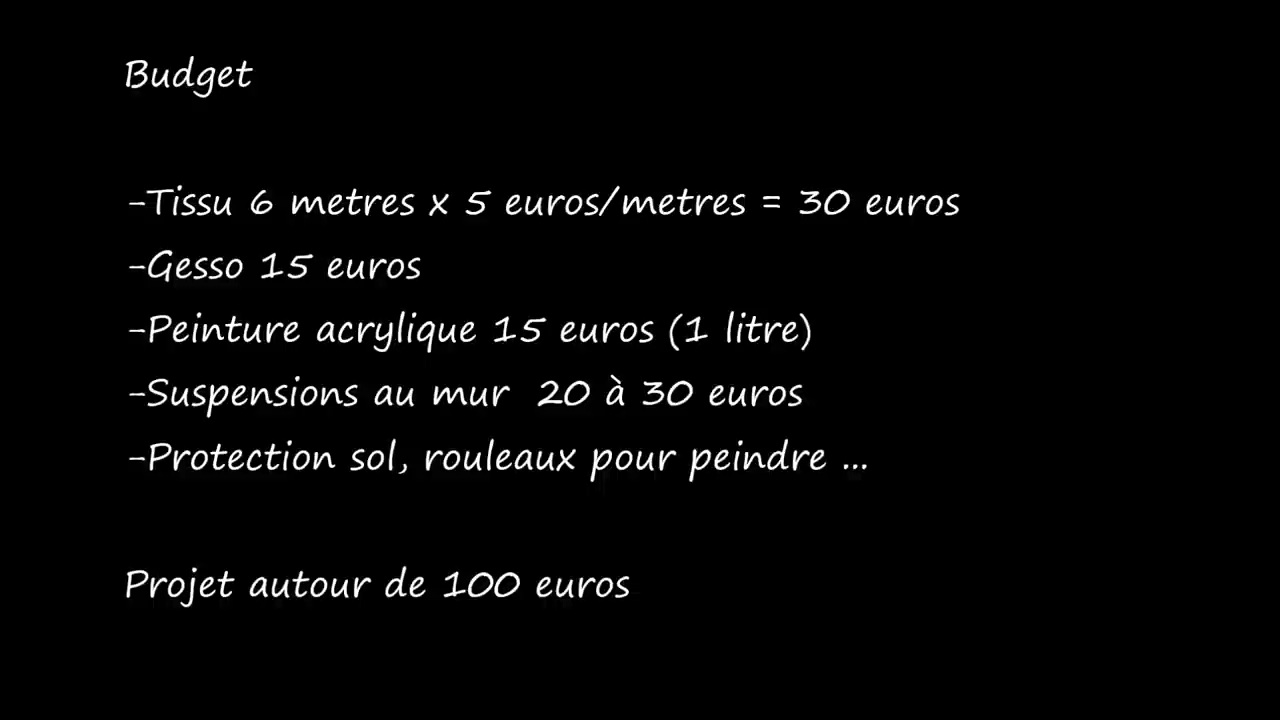 Budget
-Tissu 6 metres x 5 euros/metres = 30 euros
-Gesso 15 euros
-Peinture acrylique 15 euros (1 litre)
-Suspensions au mur  20 à 30 euros
-Protection sol, rouleaux pour peindre ...
Projet autour de 100 euros